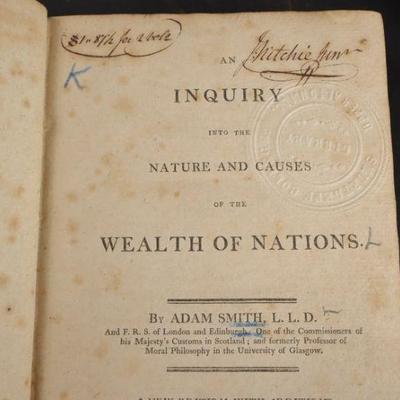 $1.87½ for 2 vols
J Ritchie Junr
K
AN
INQUIRY
INTO THE
NATURE AND CAUSES
OF THE
WEALTH OF NATIONS.
L
By ADAM SMITH, L. L. D.
And F. R. S. of London and Edinburgh: One of the Commissioners of
his Majesty's Customs in Scotland; and formerly Professor of
Moral Philosophy in the University of Glasgow.